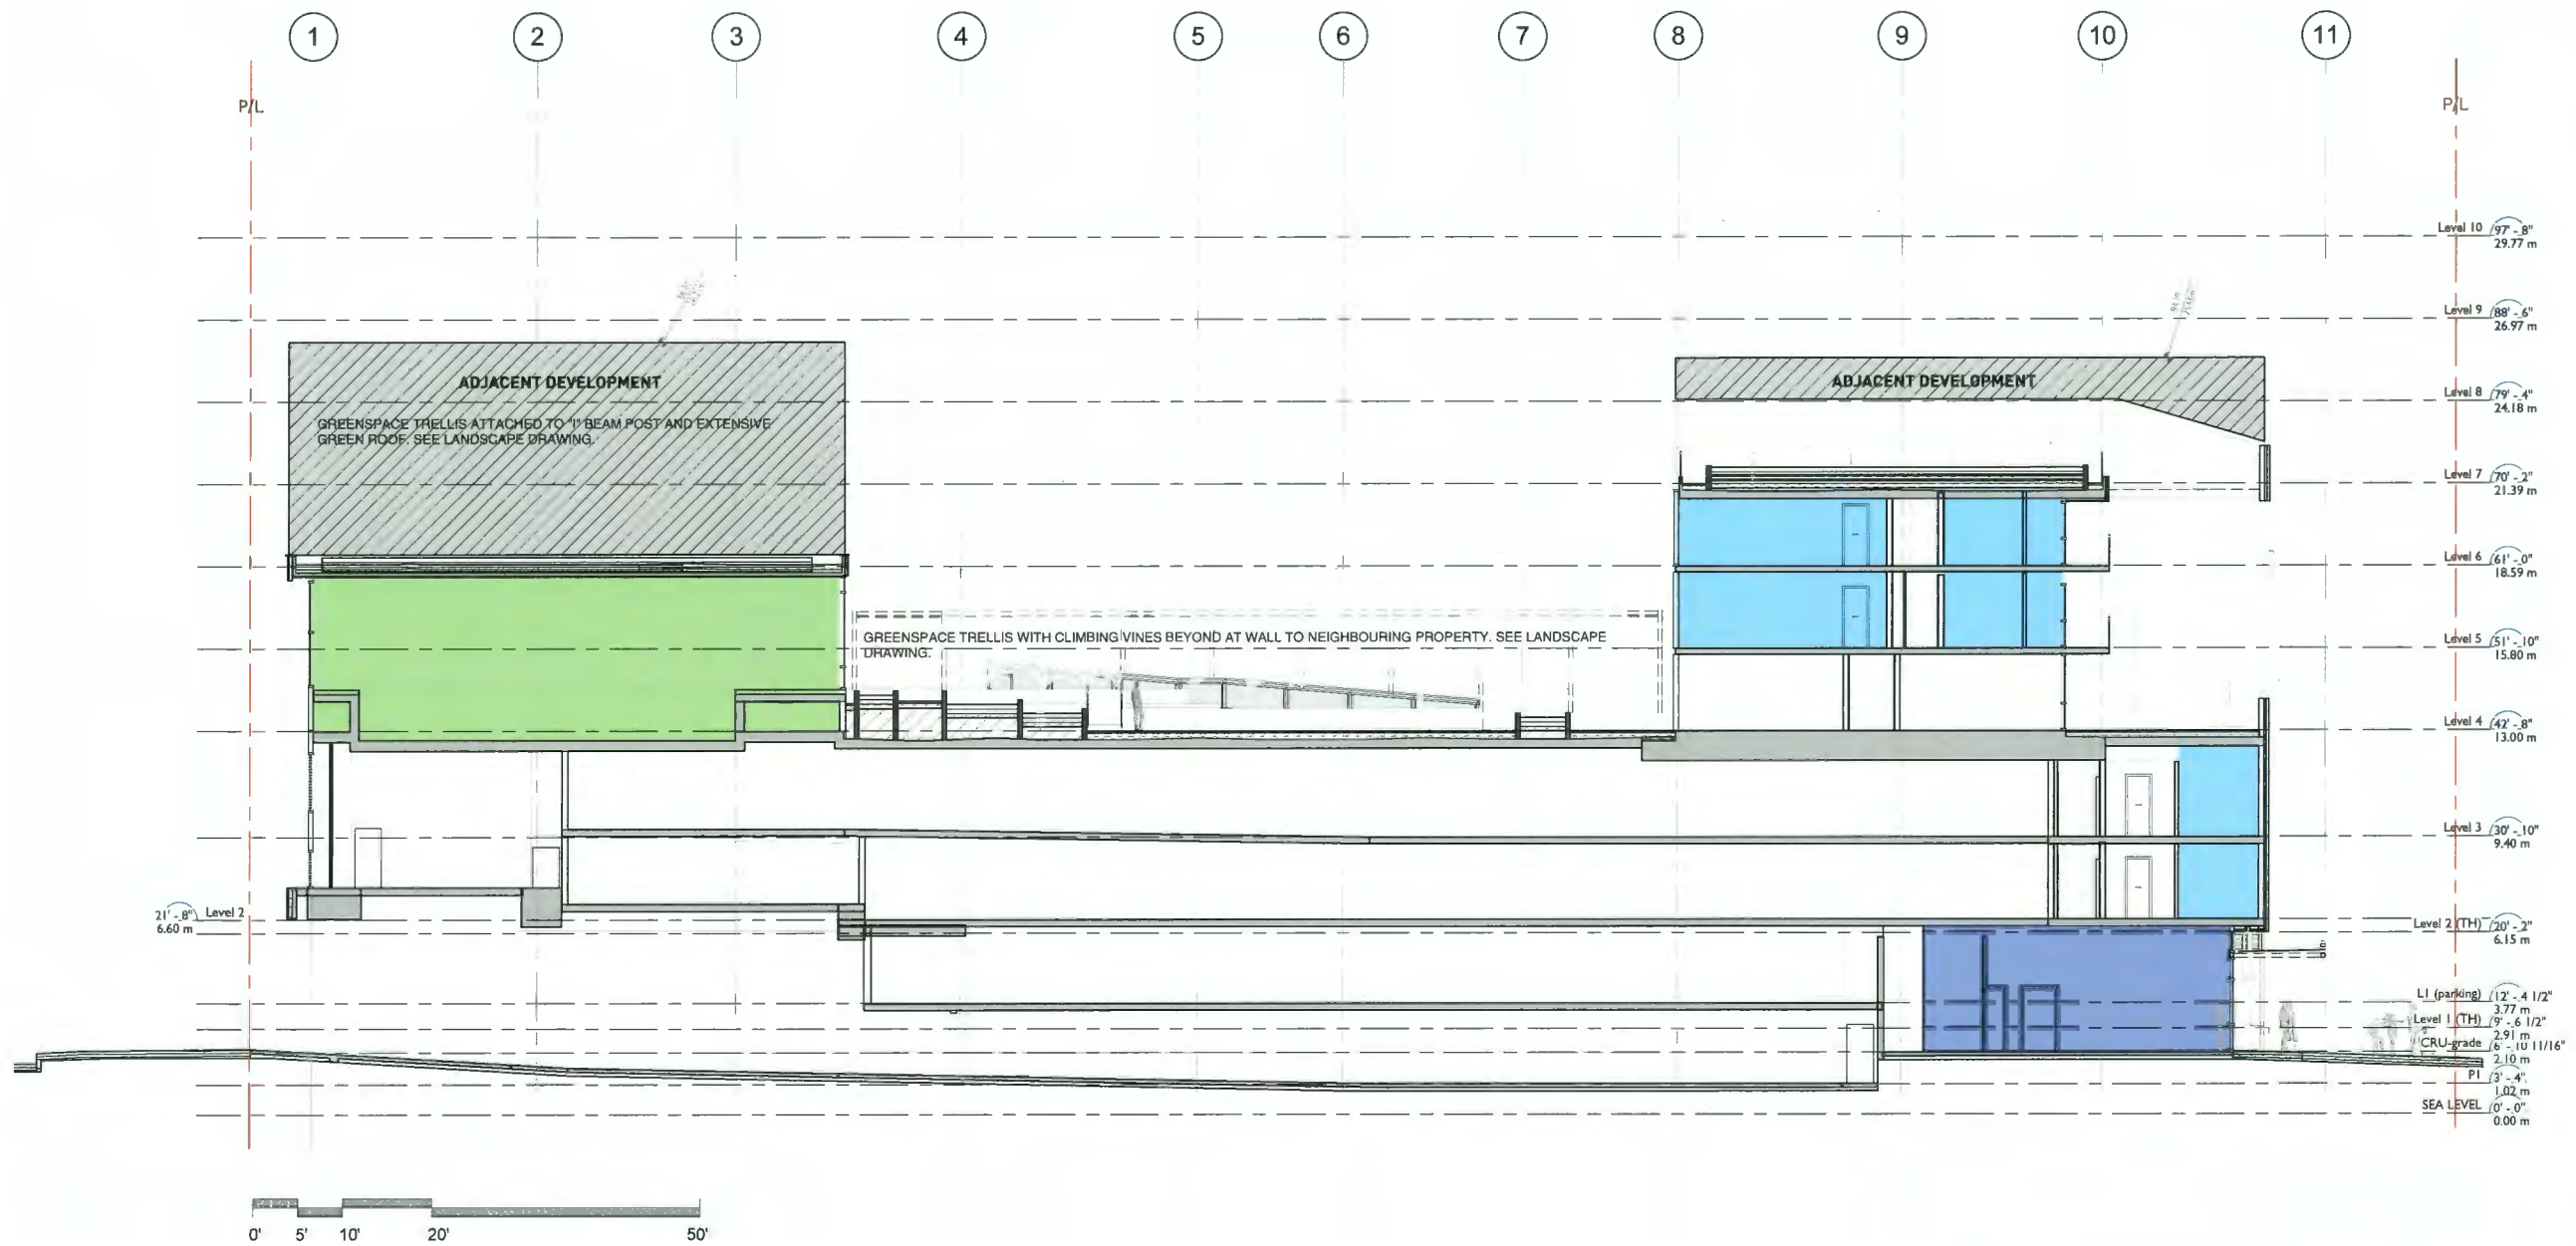 1 2 3 4 5 6 7 8 9 10 11
P/L P/L
Level 10 97' - 8"
29.77 m
Level 9 88' - 6"
26.97 m
ADJACENT DEVELOPMENT
ADJACENT DEVELOPMENT
Level 8 79' - 4"
24.18 m
GREENSPACE TRELLIS ATTACHED TO "I" BEAM POST AND EXTENSIVE
GREEN ROOF. SEE LANDSCAPE DRAWING.
Level 7 70' - 2"
21.39 m
Level 6 61' - 0"
18.59 m
GREENSPACE TRELLIS WITH CLIMBING VINES BEYOND AT WALL TO NEIGHBOURING PROPERTY. SEE LANDSCAPE
DRAWING.
Level 5 51' - 10"
15.80 m
Level 4 42' - 8"
13.00 m
Level 3 30' - 10"
9.40 m
21' - 8" Level 2
6.60 m
Level 2 (TH) 20' - 2"
6.15 m
L1 (parking) 12' - 4 1/2"
3.77 m
Level 1 (TH) 9' - 6 1/2"
2.91 m
CRU-grade 6' - 10 11/16"
2.10 m
P1 3' - 4"
1.02 m
SEA LEVEL 0' - 0"
0.00 m
0' 5' 10' 20' 50'